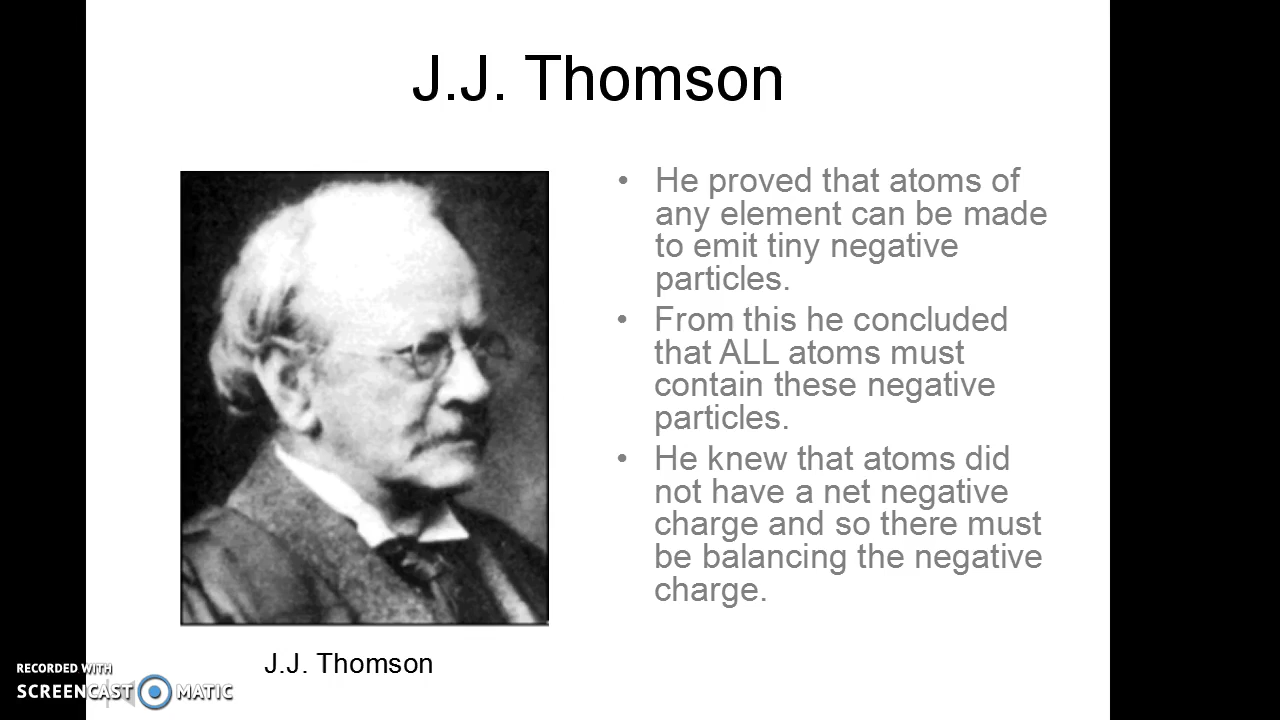 J.J. Thomson
• He proved that atoms of
any element can be made
to emit tiny negative
particles.
• From this he concluded
that ALL atoms must
contain these negative
particles.
• He knew that atoms did
not have a net negative
charge and so there must
be balancing the negative
charge.
J.J. Thomson
RECORDED WITH
SCREENCAST MATIC